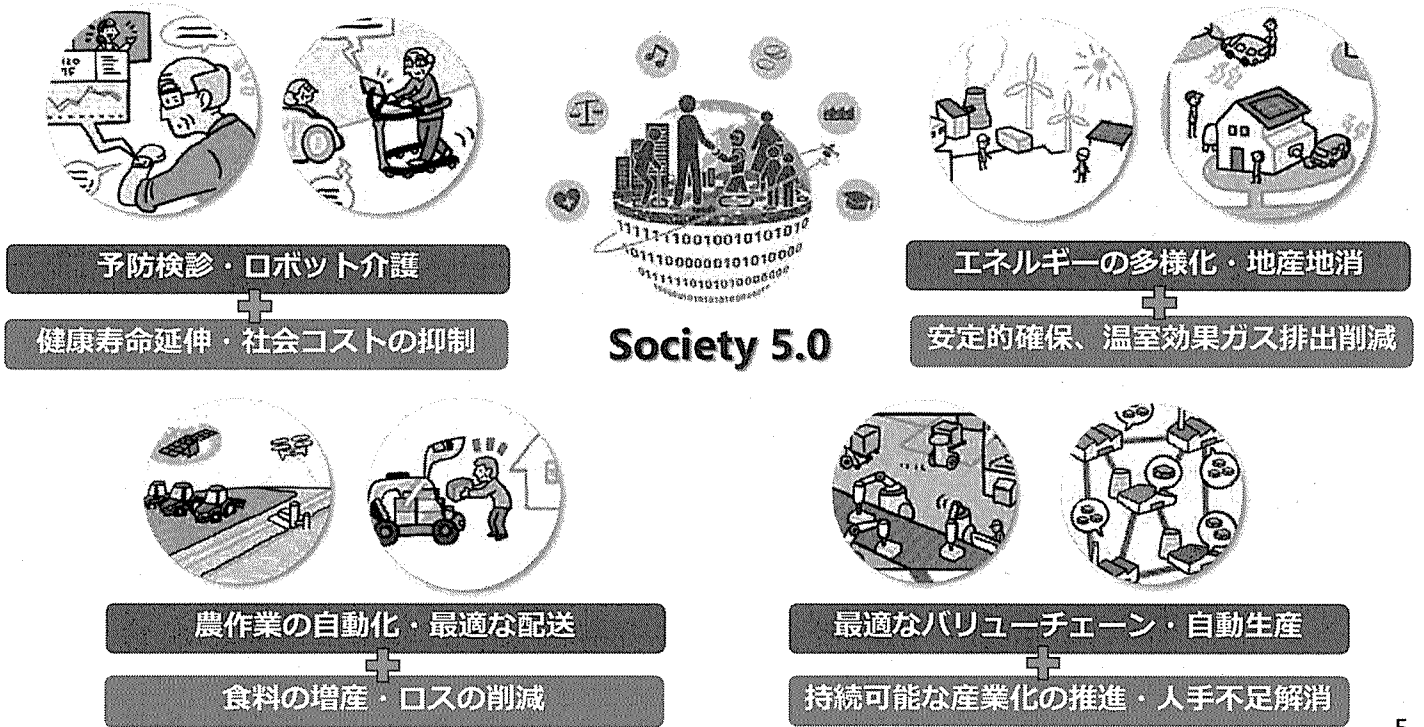 予防検診・ロボット介護
健康寿命延伸・社会コストの抑制
Society 5.0
エネルギーの多様化・地産地消
安定的確保、温室効果ガス排出削減
農作業の自動化・最適な配送
食料の増産・ロスの削減
最適なバリューチェーン・自動生産
持続可能な産業化の推進・人手不足解消
5